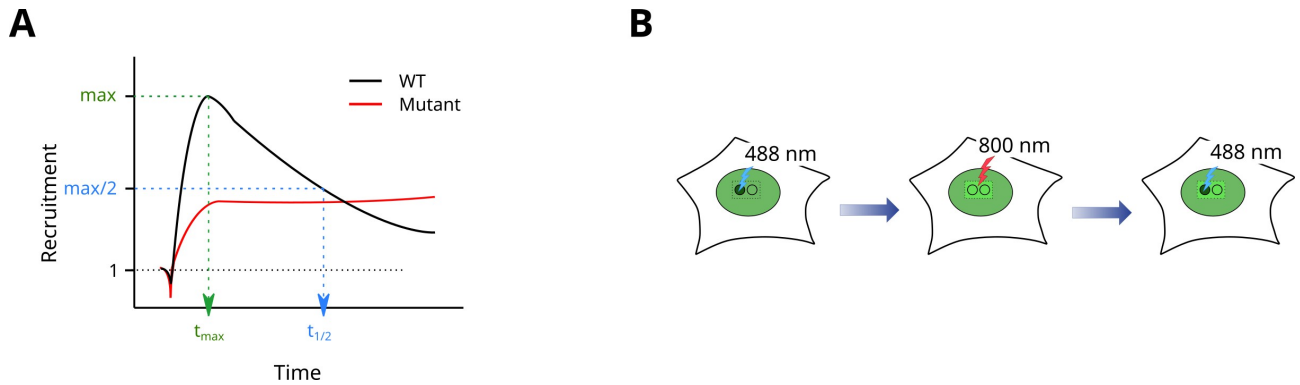 A
B
WT
Mutant
max
max/2
1
Recruitment
tmax
t1/2
Time
488 nm
800 nm
488 nm